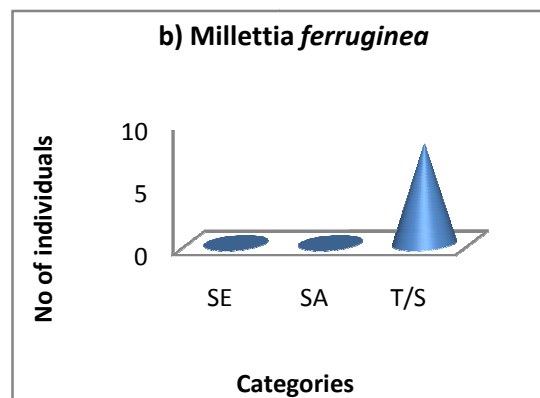 b) Millettia ferruginea
No of individuals
10
5
0
SE SA T/S
Categories